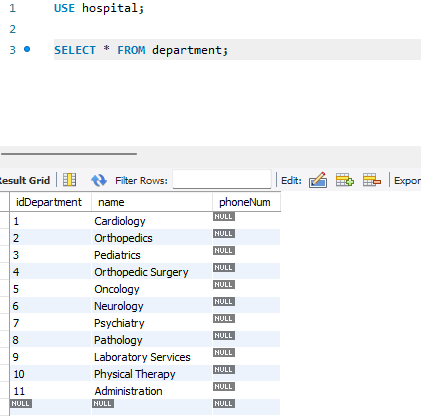 1 USE hospital;
2
3 SELECT * FROM department;
Result Grid Filter Rows: Edit: Expor
idDepartment name phoneNum
1 Cardiology NULL
2 Orthopedics NULL
3 Pediatrics NULL
4 Orthopedic Surgery NULL
5 Oncology NULL
6 Neurology NULL
7 Psychiatry NULL
8 Pathology NULL
9 Laboratory Services NULL
10 Physical Therapy NULL
11 Administration NULL
NULL NULL NULL